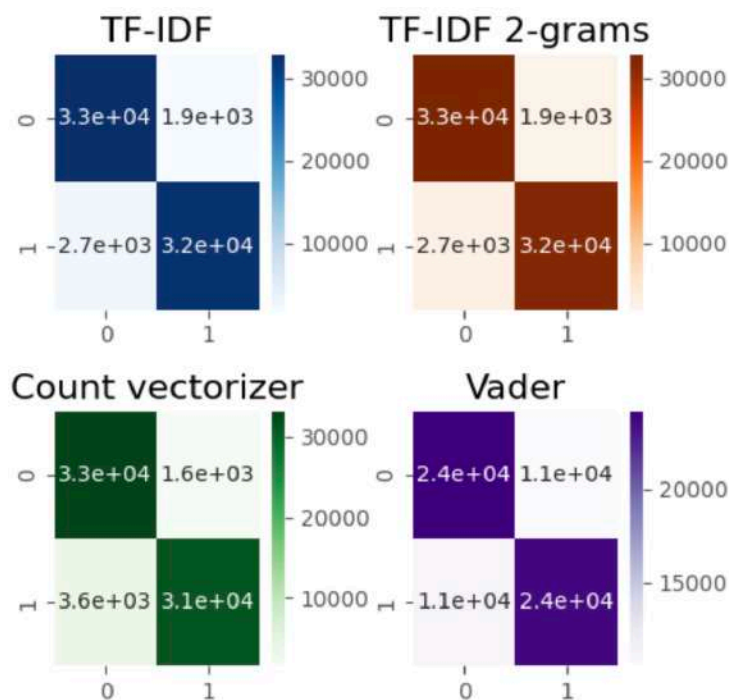 TF-IDF TF-IDF 2-grams
30000 30000
0 3.3e+04 1.9e+03 0 3.3e+04 1.9e+03
20000 20000
1 2.7e+03 3.2e+04 10000 1 2.7e+03 3.2e+04 10000
0 1 0 1
Count vectorizer Vader
30000
0 3.3e+04 1.6e+03 0 2.4e+04 1.1e+04 20000
20000
15000
1 3.6e+03 3.1e+04 10000 1 1.1e+04 2.4e+04
0 1 0 1